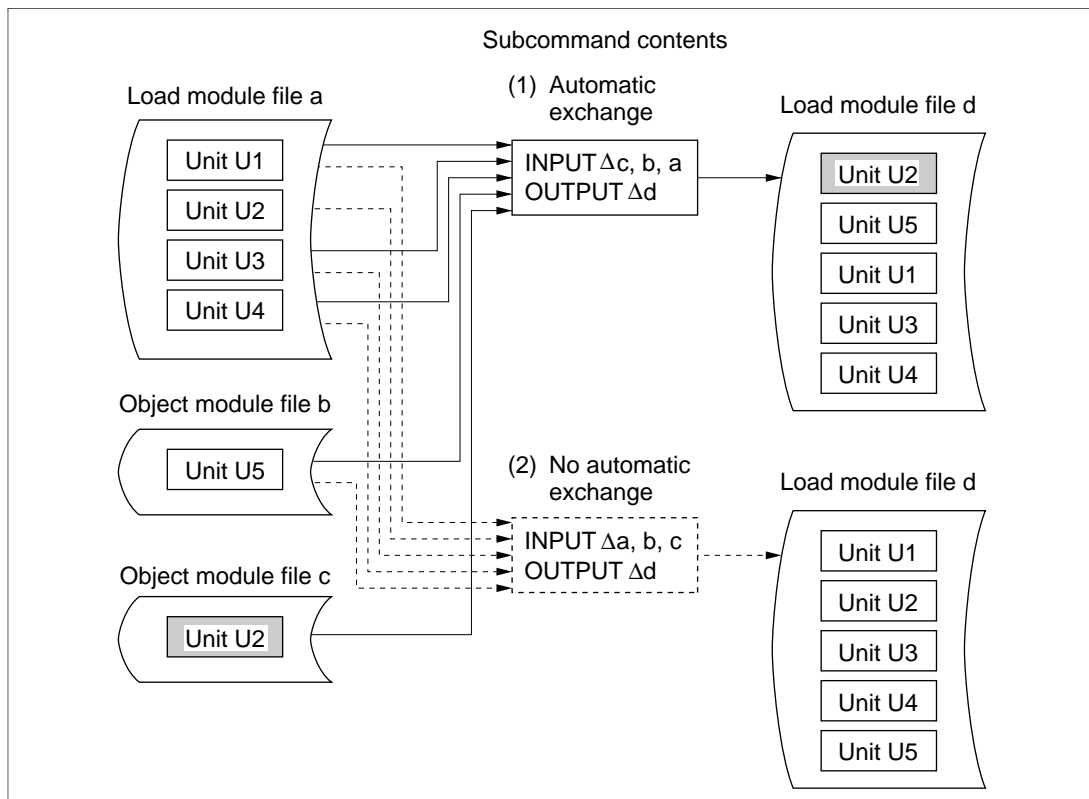 Subcommand contents
Load module file a
Unit U1
Unit U2
Unit U3
Unit U4
Object module file b
Unit U5
Object module file c
Unit U2
(1) Automatic
exchange
INPUT Δc, b, a
OUTPUT Δd
(2) No automatic
exchange
INPUT Δa, b, c
OUTPUT Δd
Load module file d
Unit U2
Unit U5
Unit U1
Unit U3
Unit U4
Load module file d
Unit U1
Unit U2
Unit U3
Unit U4
Unit U5